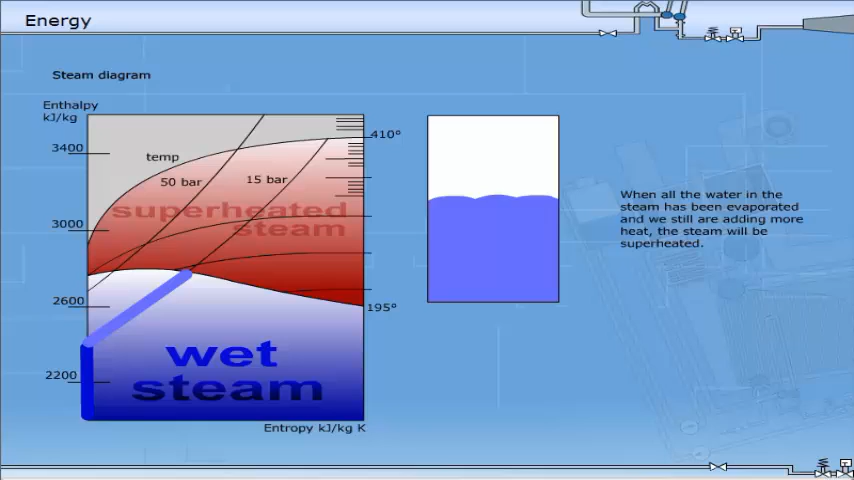 Energy
Steam diagram
Enthalpy
kJ/kg
3400
3000
2600
2200
temp
50 bar
15 bar
410°
195°
superheated
steam
wet
steam
Entropy kJ/kg K
When all the water in the
steam has been evaporated
and we still are adding more
heat, the steam will be
superheated.